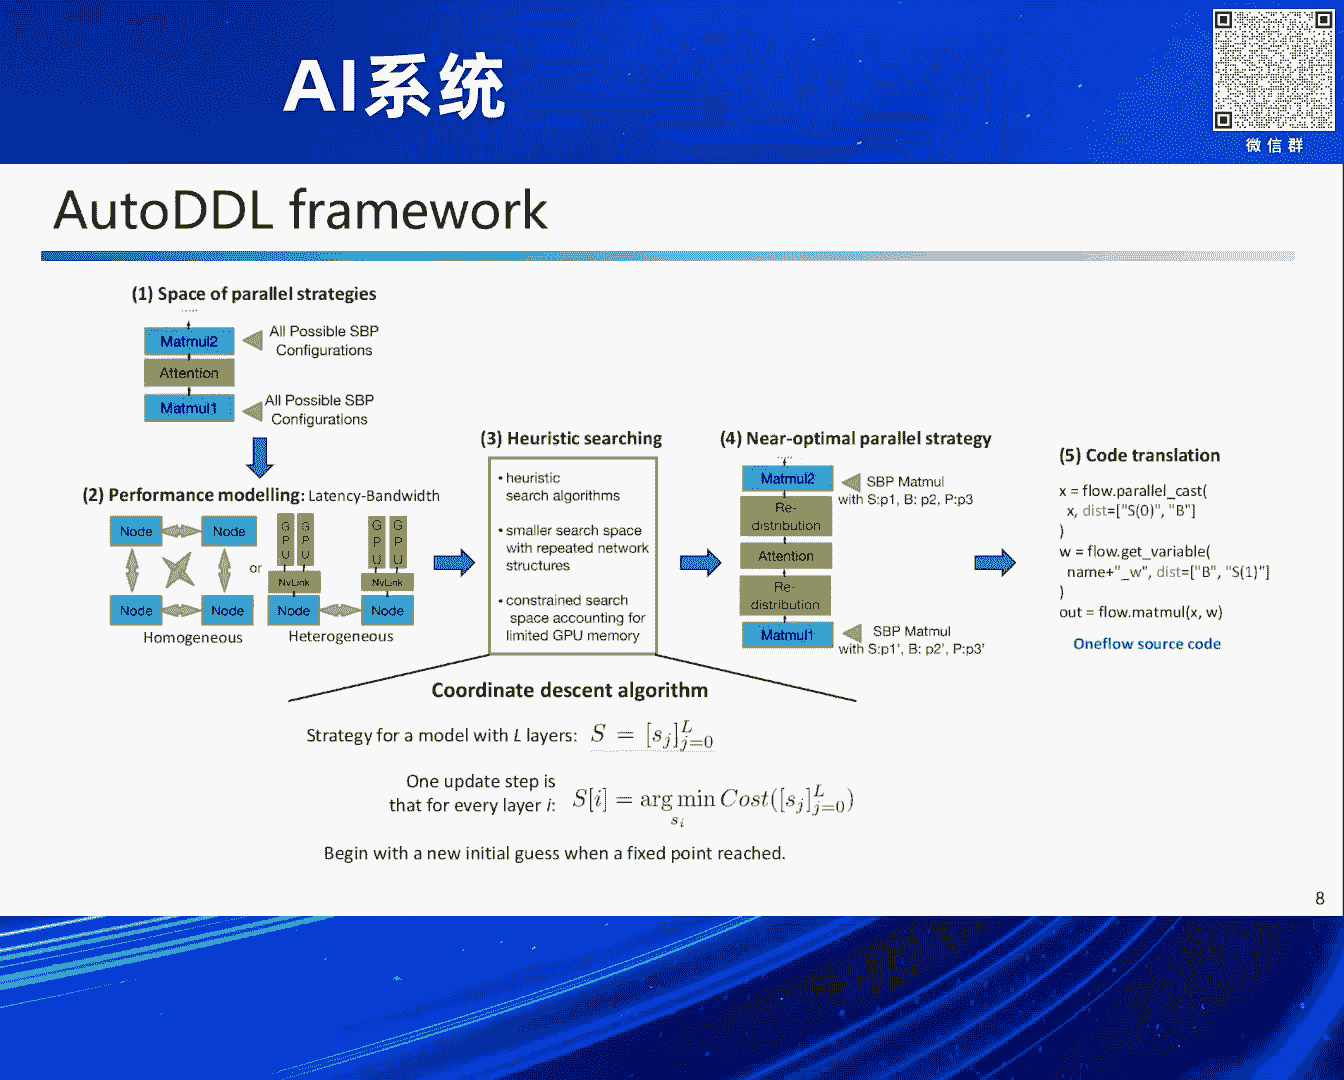 AI系统
微信群
AutoDDL framework
(1) Space of parallel strategies
.....
Matmul2
All Possible SBP
Configurations
Attention
Matmul1
All Possible SBP
Configurations
(2) Performance modelling: Latency-Bandwidth
Node
Node
Node
Node
Homogeneous
or
GPU
GPU
NvLink
Node
GPU
GPU
NvLink
Node
Heterogeneous
(3) Heuristic searching
• heuristic
search algorithms
• smaller search space
with repeated network
structures
• constrained search
space accounting for
limited GPU memory
(4) Near-optimal parallel strategy
.....
Matmul2
SBP Matmul
with S:p1, B: p2, P:p3
Re-
distribution
Attention
Re-
distribution
Matmul1
SBP Matmul
with S:p1', B: p2', P:p3'
(5) Code translation
x = flow.parallel_cast(
x, dist=["S(0)", "B"]
)
w = flow.get_variable(
name+"_w", dist=["B", "S(1)"]
)
out = flow.matmul(x, w)
Oneflow source code
Coordinate descent algorithm
Strategy for a model with L layers: S = [s_j]_{j=0}^L
One update step is
that for every layer i: S[i] = arg min_{s_i} Cost([s_j]_{j=0}^L)
Begin with a new initial guess when a fixed point reached.
8